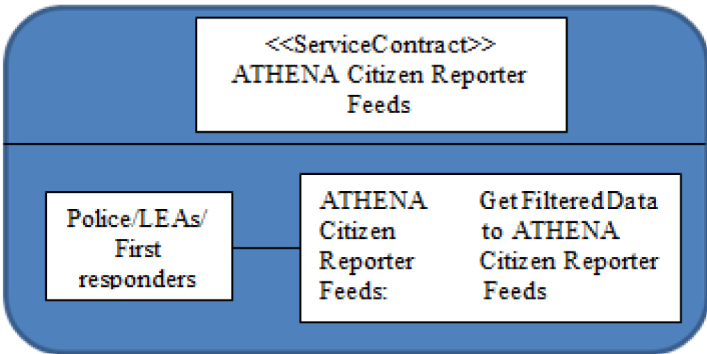 <<ServiceContract>>
ATHENA Citizen Reporter
Feeds
Police/LEAs/
First
responders
ATHENA
Citizen
Reporter
Feeds:
GetFilteredData
to ATHENA
Citizen Reporter
Feeds